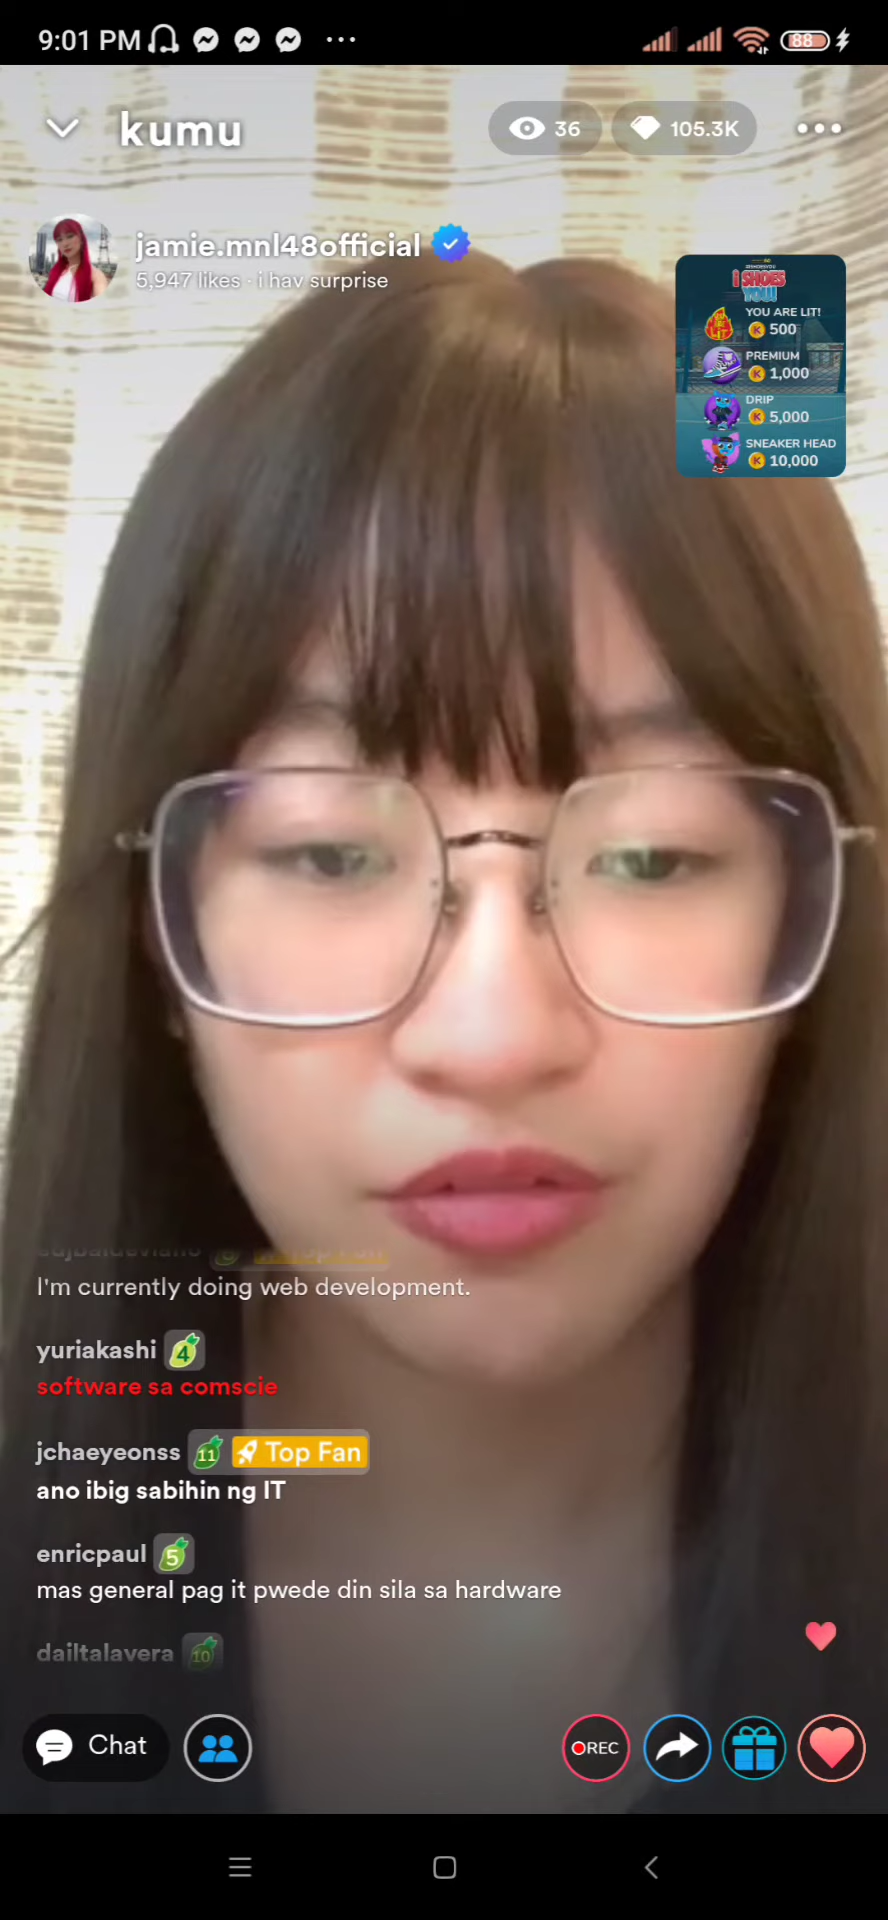 9:01 PM
88
kumu
36
105.3K
jamie.mnl48official
5,947 likes · i hav surprise
i SHOES
YOU!
YOU ARE LIT!
500
PREMIUM
1,000
DRIP
5,000
SNEAKER HEAD
10,000
I'm currently doing web development.
yuriakashi 4
software sa comscie
jchaeyeonss 11 Top Fan
ano ibig sabihin ng IT
enricpaul 5
mas general pag it pwede din sila sa hardware
dailtalavera 10
Chat
REC